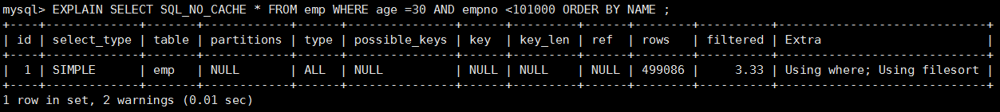 mysql> EXPLAIN SELECT SQL_NO_CACHE * FROM emp WHERE age =30 AND empno <101000 ORDER BY NAME ;
+----+-------------+-------+------------+------+---------------+------+---------+------+--------+----------+-----------------------------+
| id | select_type | table | partitions | type | possible_keys | key | key_len | ref | rows | filtered | Extra |
+----+-------------+-------+------------+------+---------------+------+---------+------+--------+----------+-----------------------------+
| 1 | SIMPLE | emp | NULL | ALL | NULL | NULL | NULL | NULL | 499086 | 3.33 | Using where; Using filesort |
+----+-------------+-------+------------+------+---------------+------+---------+------+--------+----------+-----------------------------+
1 row in set, 2 warnings (0.01 sec)